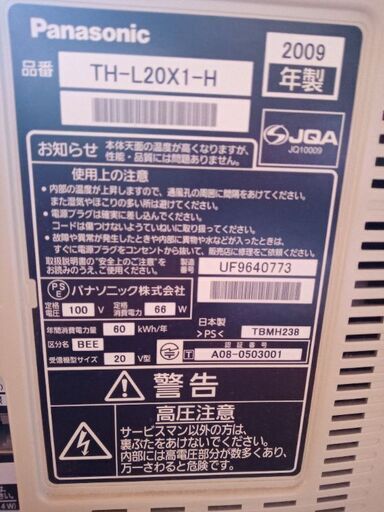 Panasonic
品番
TH-L20X1-H
2009
年製
JQA
JQ10009
お知らせ
本体天面の温度が高くなりますが、
性能・品質には問題ありません。
使用上の注意
●内部の温度が上昇しますので、通風孔の周囲に間隔をあけてください。
また湿気やほこりの多い所は避けてください。
●電源プラグは確実に差し込んでください。
コードは傷つけないようていねいに取り扱ってください。
●故障や異常が発生したときや内部に異物や水などが入ったときは、
すぐに電源プラグをコンセントから抜いて、販売店に修理をご依頼ください。
取扱説明書の"安全上のご注意"を
お読みのうえ、ご使用ください。
製造番号
UF9640773
PSE
パナソニック株式会社
定格電圧 100 V 定格消費電力 66 W
年間消費電力量 60 kWh/年
区分名 BEE
受信機型サイズ 20 V型
日本製
>PS<
TBMH238
認証番号
A08-0503001
警告
高圧注意
サービスマン以外の方は、
裏ぶたをあけないでください。
内部には高圧部分が数多くあり、
万一さわると危険です。